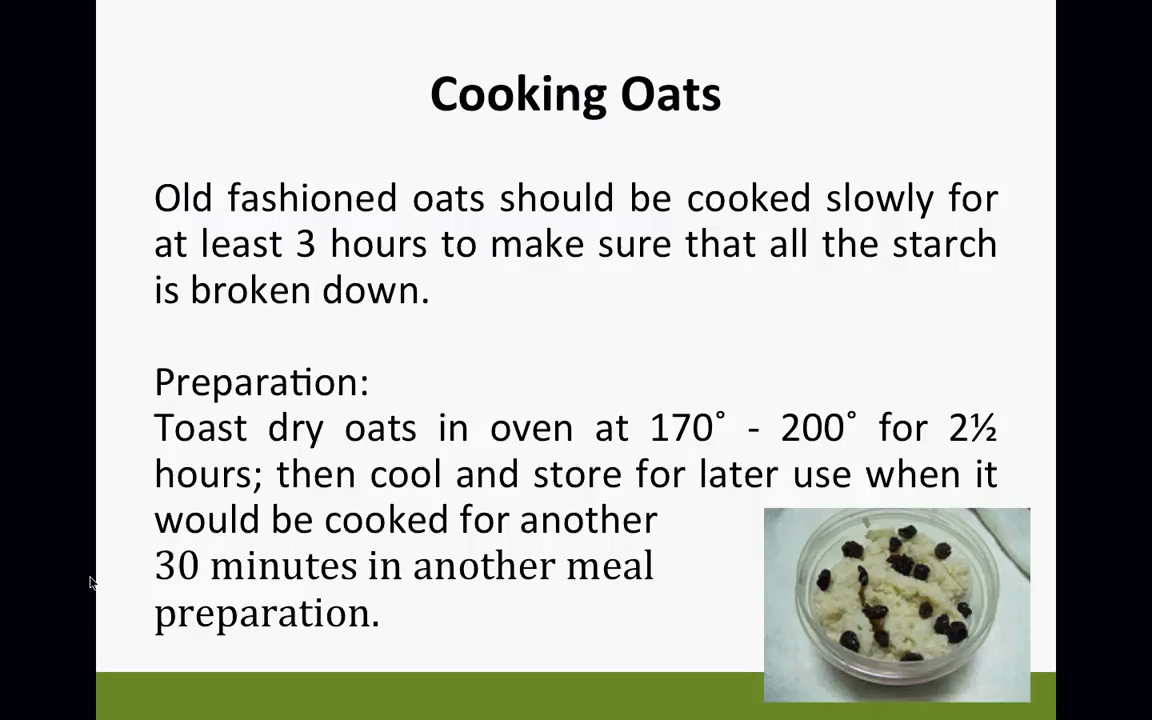 Cooking Oats
Old fashioned oats should be cooked slowly for
at least 3 hours to make sure that all the starch
is broken down.
Preparation:
Toast dry oats in oven at 170˚ - 200˚ for 2½
hours; then cool and store for later use when it
would be cooked for another
30 minutes in another meal
preparation.